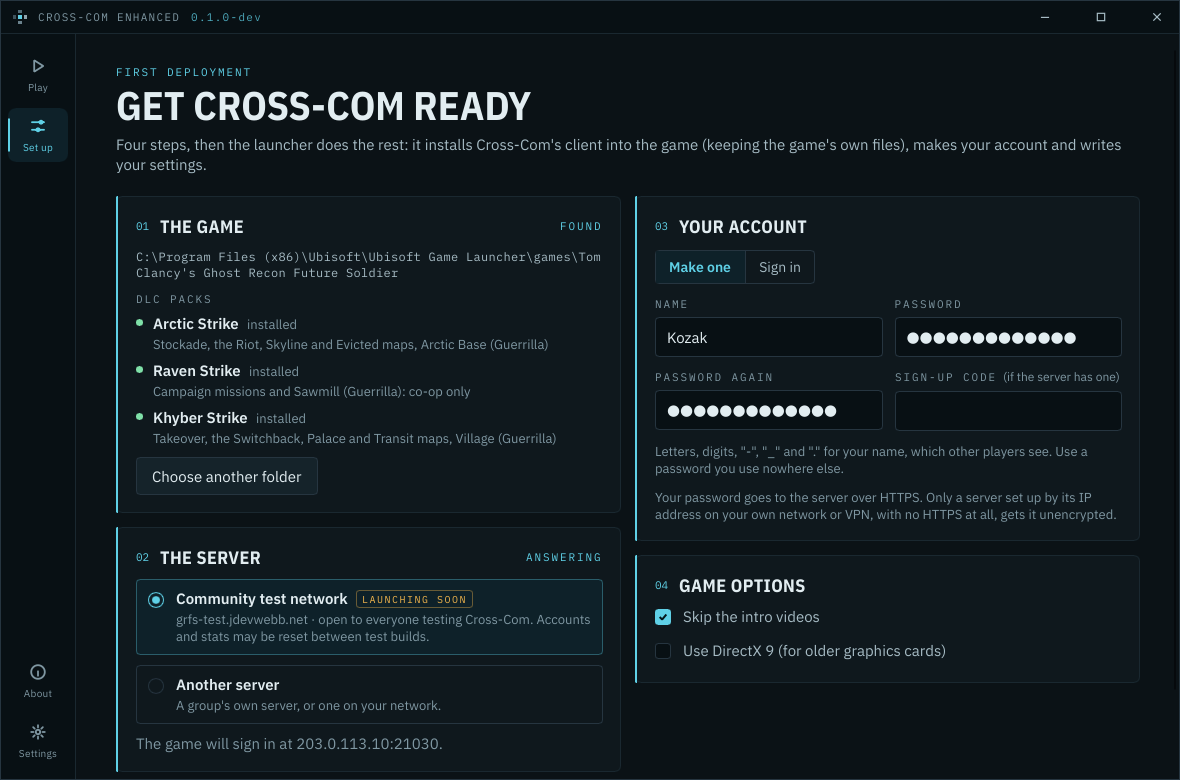 CROSS-COM ENHANCED 0.1.0-dev
Play
Set up
About
Settings
FIRST DEPLOYMENT
GET CROSS-COM READY
Four steps, then the launcher does the rest: it installs Cross-Com's client into the game (keeping the game's own files), makes your account and writes
your settings.
01 THE GAME FOUND
C:\Program Files (x86)\Ubisoft\Ubisoft Game Launcher\games\Tom
Clancy's Ghost Recon Future Soldier
DLC PACKS
Arctic Strike installed
Stockade, the Riot, Skyline and Evicted maps, Arctic Base (Guerrilla)
Raven Strike installed
Campaign missions and Sawmill (Guerrilla): co-op only
Khyber Strike installed
Takeover, the Switchback, Palace and Transit maps, Village (Guerrilla)
Choose another folder
02 THE SERVER ANSWERING
Community test network LAUNCHING SOON
grfs-test.jdevwebb.net · open to everyone testing Cross-Com. Accounts
and stats may be reset between test builds.
Another server
A group's own server, or one on your network.
The game will sign in at 203.0.113.10:21030.
03 YOUR ACCOUNT
Make one Sign in
NAME PASSWORD
Kozak ●●●●●●●●●●●●●
PASSWORD AGAIN SIGN-UP CODE (if the server has one)
●●●●●●●●●●●●●
Letters, digits, "-", "_" and "." for your name, which other players see. Use a
password you use nowhere else.
Your password goes to the server over HTTPS. Only a server set up by its IP
address on your own network or VPN, with no HTTPS at all, gets it unencrypted.
04 GAME OPTIONS
Skip the intro videos
Use DirectX 9 (for older graphics cards)